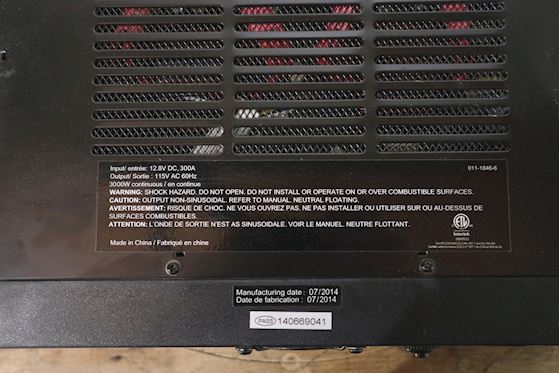 Input/ entrée: 12.8V DC, 300A
011-1846-6
Output/ Sortie : 115V AC 60Hz
3000W continuous / en continue
WARNING: SHOCK HAZARD. DO NOT OPEN. DO NOT INSTALL OR OPERATE ON OR OVER COMBUSTIBLE SURFACES.
CAUTION: OUTPUT NON-SINUSOIDAL. REFER TO MANUAL. NEUTRAL FLOATING.
AVERTISSEMENT: RISQUE DE CHOC. NE VOUS OUVREZ PAS. NE PAS INSTALLER OU UTILISER SUR OU AU-DESSUS DE
SURFACES COMBUSTIBLES.
ATTENTION: L'ONDE DE SORTIE N'EST AS SINUSOIDALE. VOIR LE MANUEL. NEUTRE FLOTTANT.
ETL
Intertek
Made in China / Fabriqué en chine
Manufacturing date : 07/2014
Date de fabrication : 07/2014
PASS 140669041